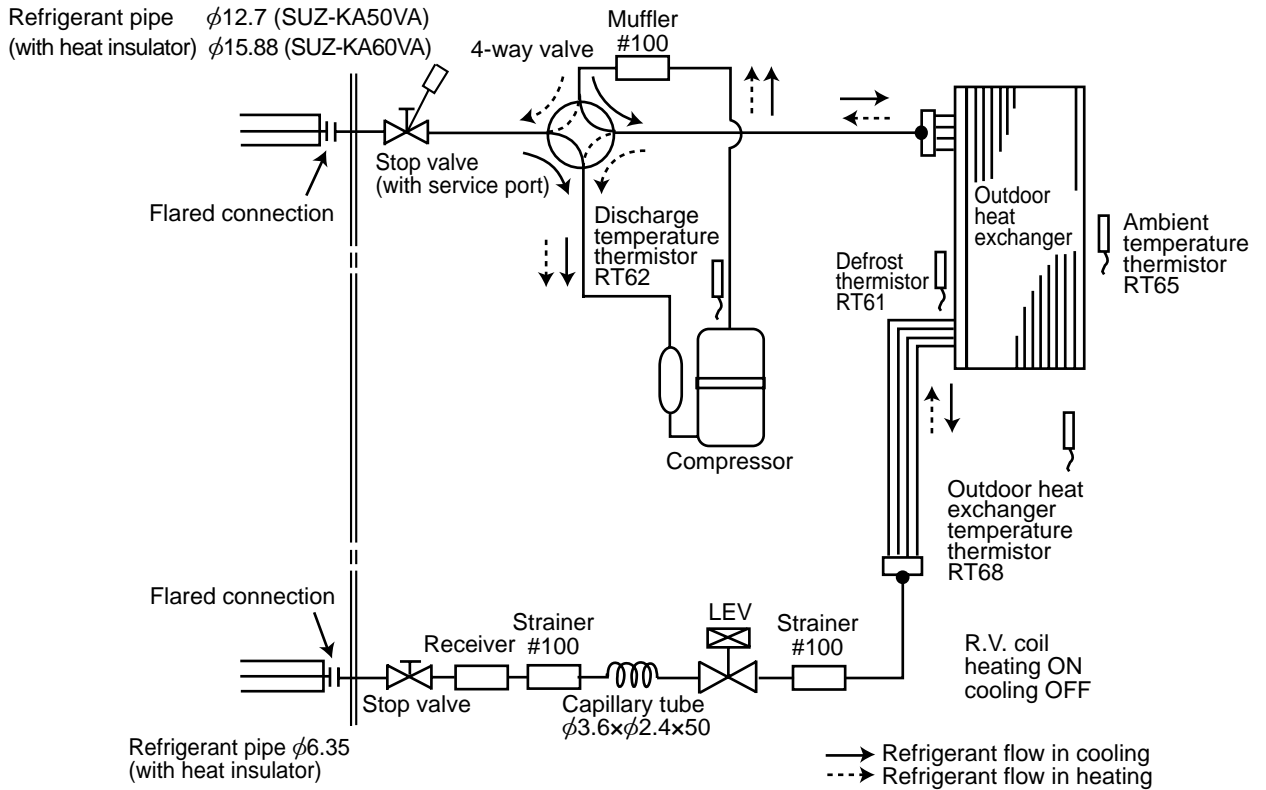 Refrigerant pipe ϕ12.7 (SUZ-KA50VA)
(with heat insulator) ϕ15.88 (SUZ-KA60VA)
4-way valve
Muffler
#100
Stop valve
(with service port)
Flared connection
Discharge
temperature
thermistor
RT62
Outdoor
heat
exchanger
Ambient
temperature
thermistor
RT65
Defrost
thermistor
RT61
Compressor
Outdoor heat
exchanger
temperature
thermistor
RT68
Flared connection
Receiver
Strainer
#100
LEV
Strainer
#100
R.V. coil
heating ON
cooling OFF
Stop valve
Capillary tube
ϕ3.6×ϕ2.4×50
Refrigerant pipe ϕ6.35
(with heat insulator)
Refrigerant flow in cooling
Refrigerant flow in heating